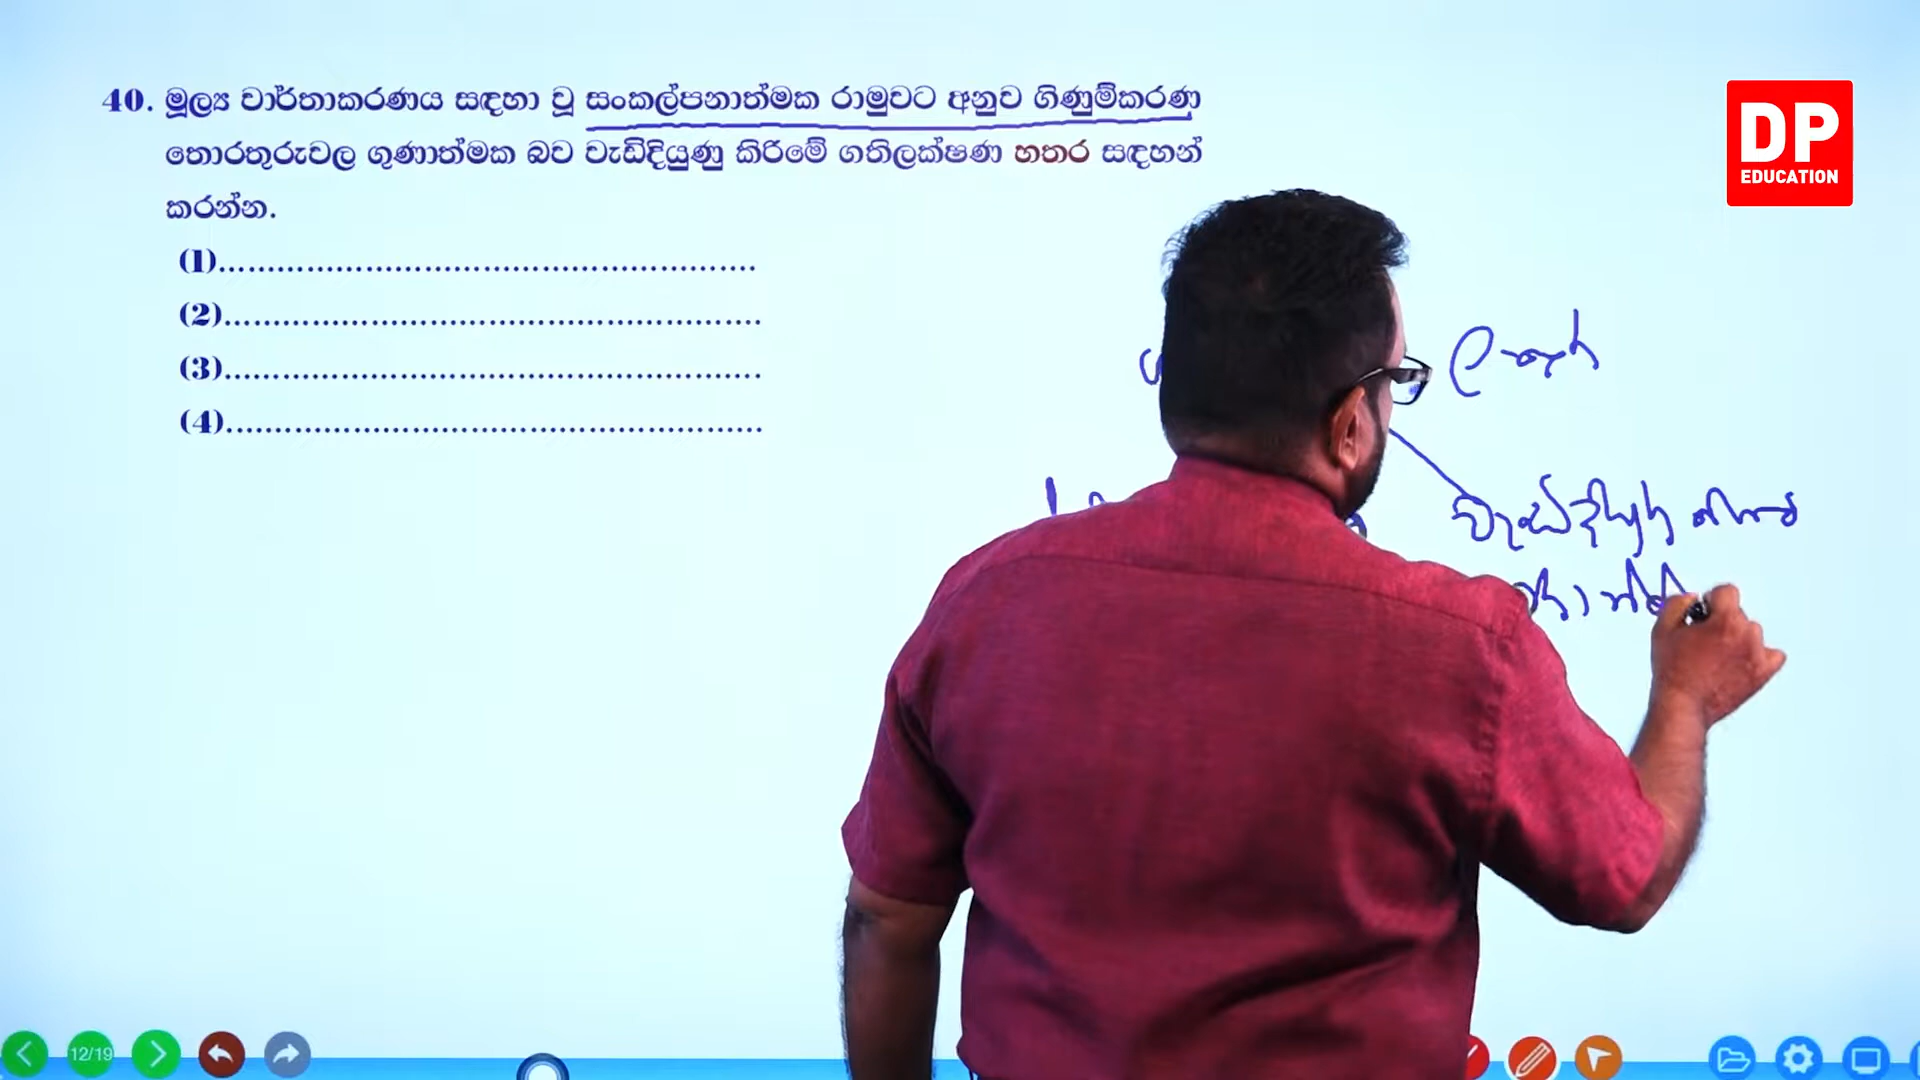 40. මූල්‍ය වාර්තාකරණය සඳහා වූ සංකල්පනාත්මක රාමුවට අනුව ගිණුම්කරණ
තොරතුරුවල ගුණාත්මක බව වැඩිදියුණු කිරීමේ ගතිලක්ෂණ හතර සඳහන්
කරන්න.
(1)......................................................
(2)......................................................
(3)......................................................
(4)......................................................
DP
EDUCATION
12/19